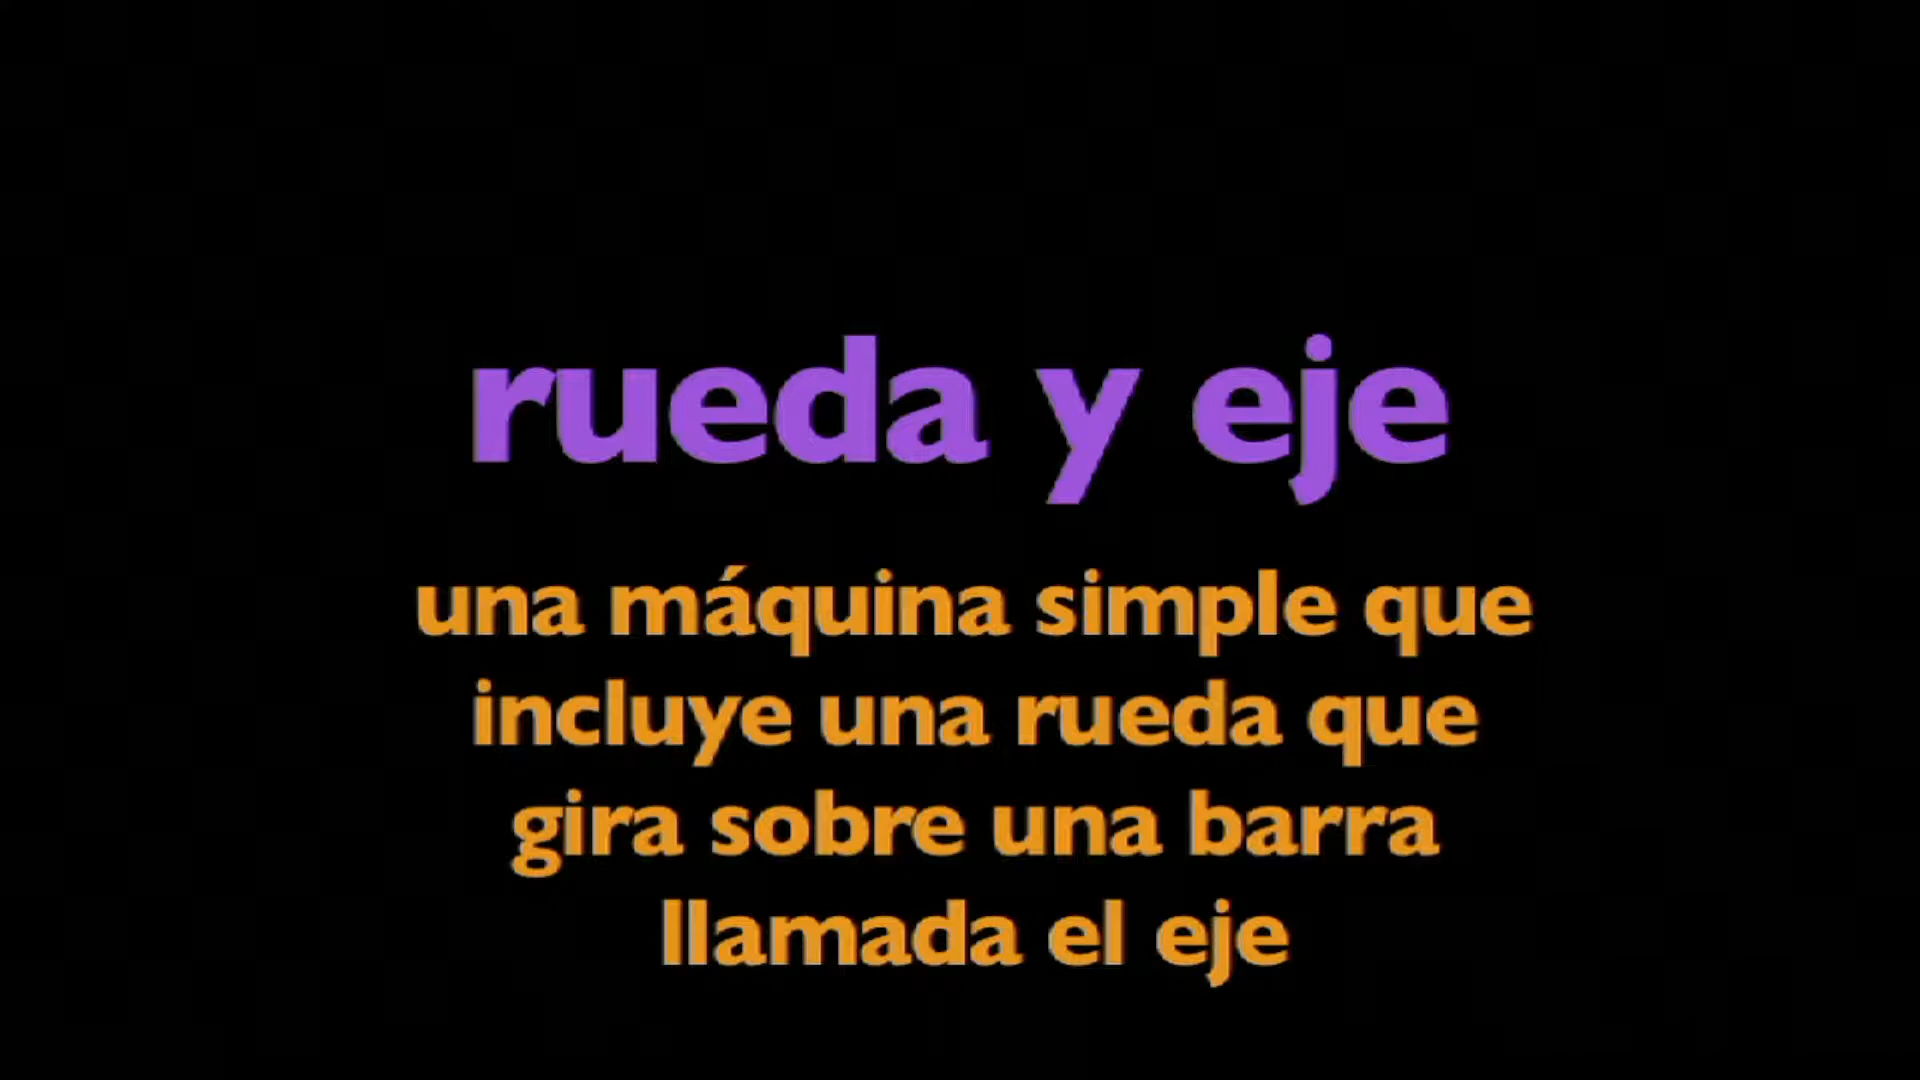 rueda y eje
una máquina simple que
incluye una rueda que
gira sobre una barra
llamada el eje